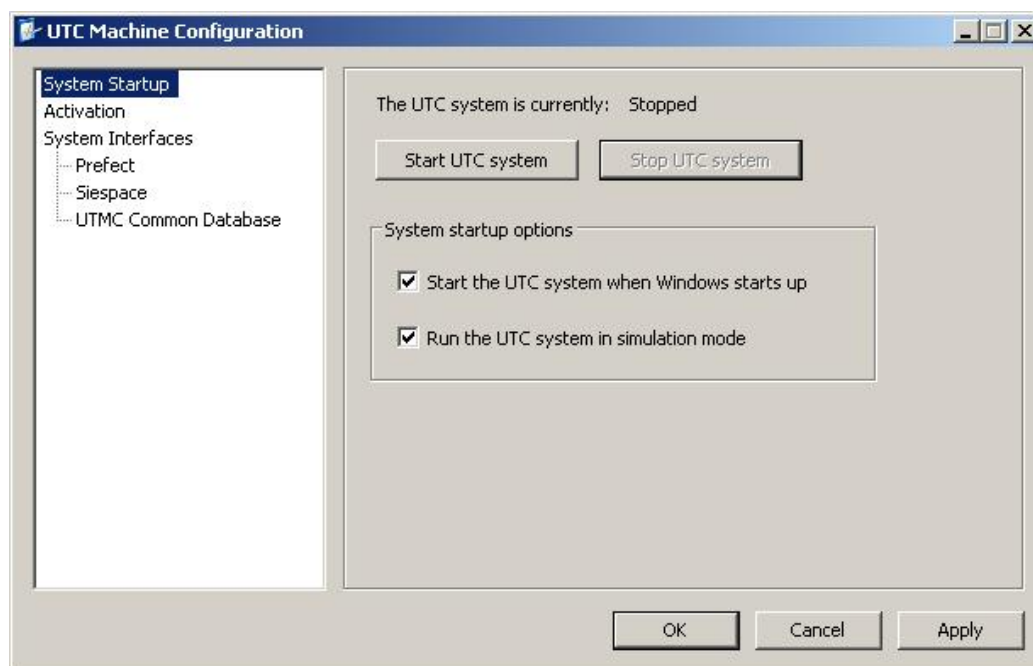 UTC Machine Configuration
System Startup
Activation
System Interfaces
Prefect
Siespace
UTMC Common Database
The UTC system is currently: Stopped
Start UTC system
Stop UTC system
System startup options
Start the UTC system when Windows starts up
Run the UTC system in simulation mode
OK
Cancel
Apply